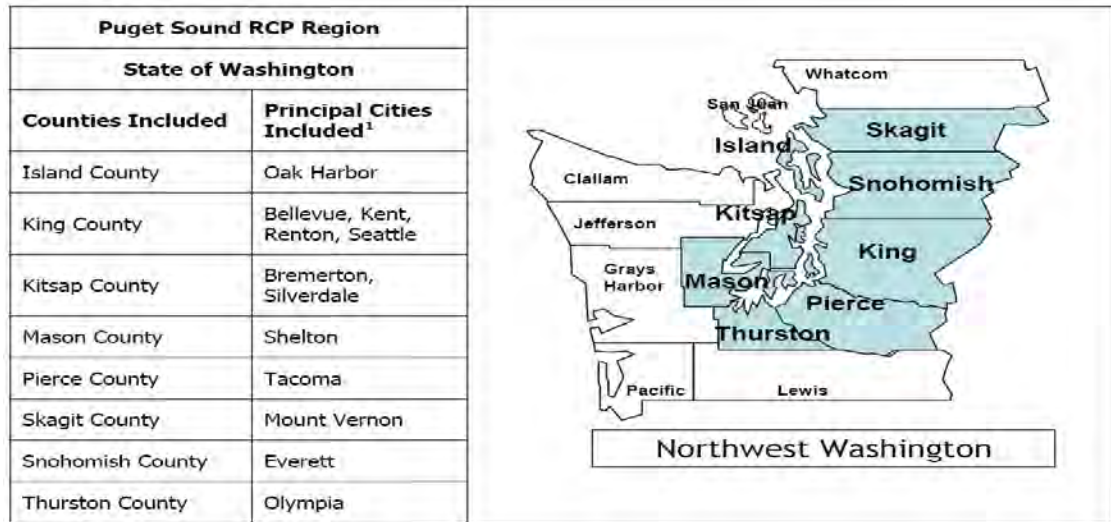 Puget Sound RCP Region
State of Washington
Counties Included
Principal Cities
Included¹
Island County
Oak Harbor
King County
Bellevue, Kent,
Renton, Seattle
Kitsap County
Bremerton,
Silverdale
Mason County
Shelton
Pierce County
Tacoma
Skagit County
Mount Vernon
Snohomish County
Everett
Thurston County
Olympia
Whatcom
San Juan
Skagit
Island
Clallam
Snohomish
Kitsap
Jefferson
King
Grays
Harbor
Mason
Pierce
Thurston
Pacific
Lewis
Northwest Washington